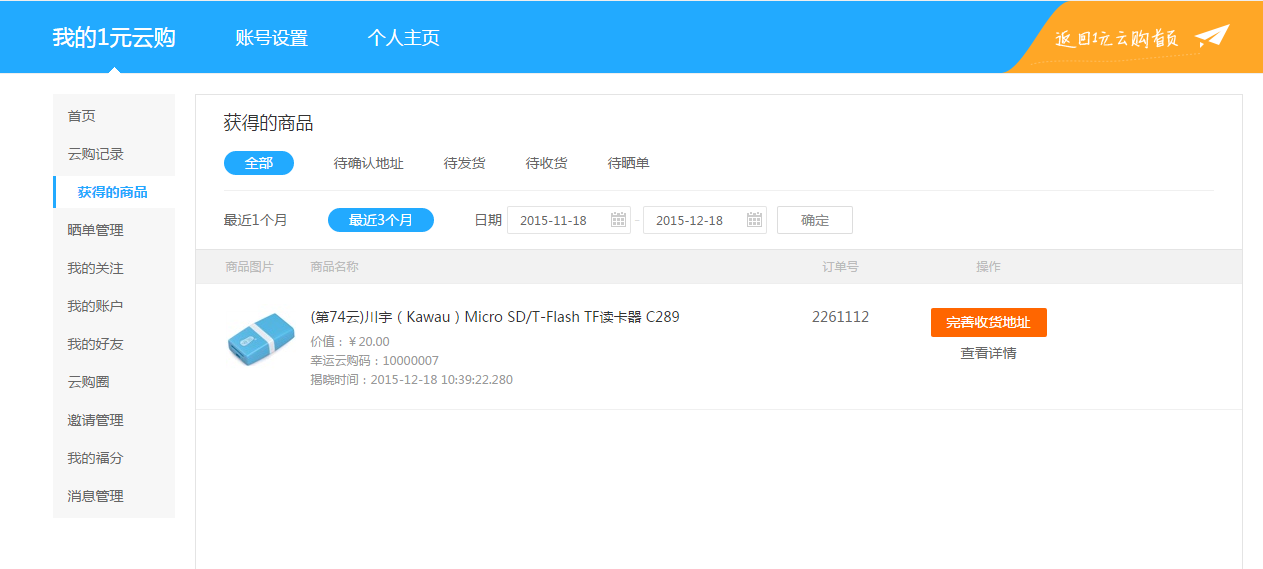 我的1元云购 账号设置 个人主页 返回1元云购首页
首页
云购记录
获得的商品
晒单管理
我的关注
我的账户
我的好友
云购圈
邀请管理
我的福分
消息管理
获得的商品
全部 待确认地址 待发货 待收货 待晒单
最近1个月 最近3个月 日期 2015-11-18 - 2015-12-18 确定
商品图片 商品名称 订单号 操作
(第74云)川宇（Kawau）Micro SD/T-Flash TF读卡器 C289 2261112 完善收货地址
价值：￥20.00
查看详情
幸运云购码：10000007
揭晓时间：2015-12-18 10:39:22.280